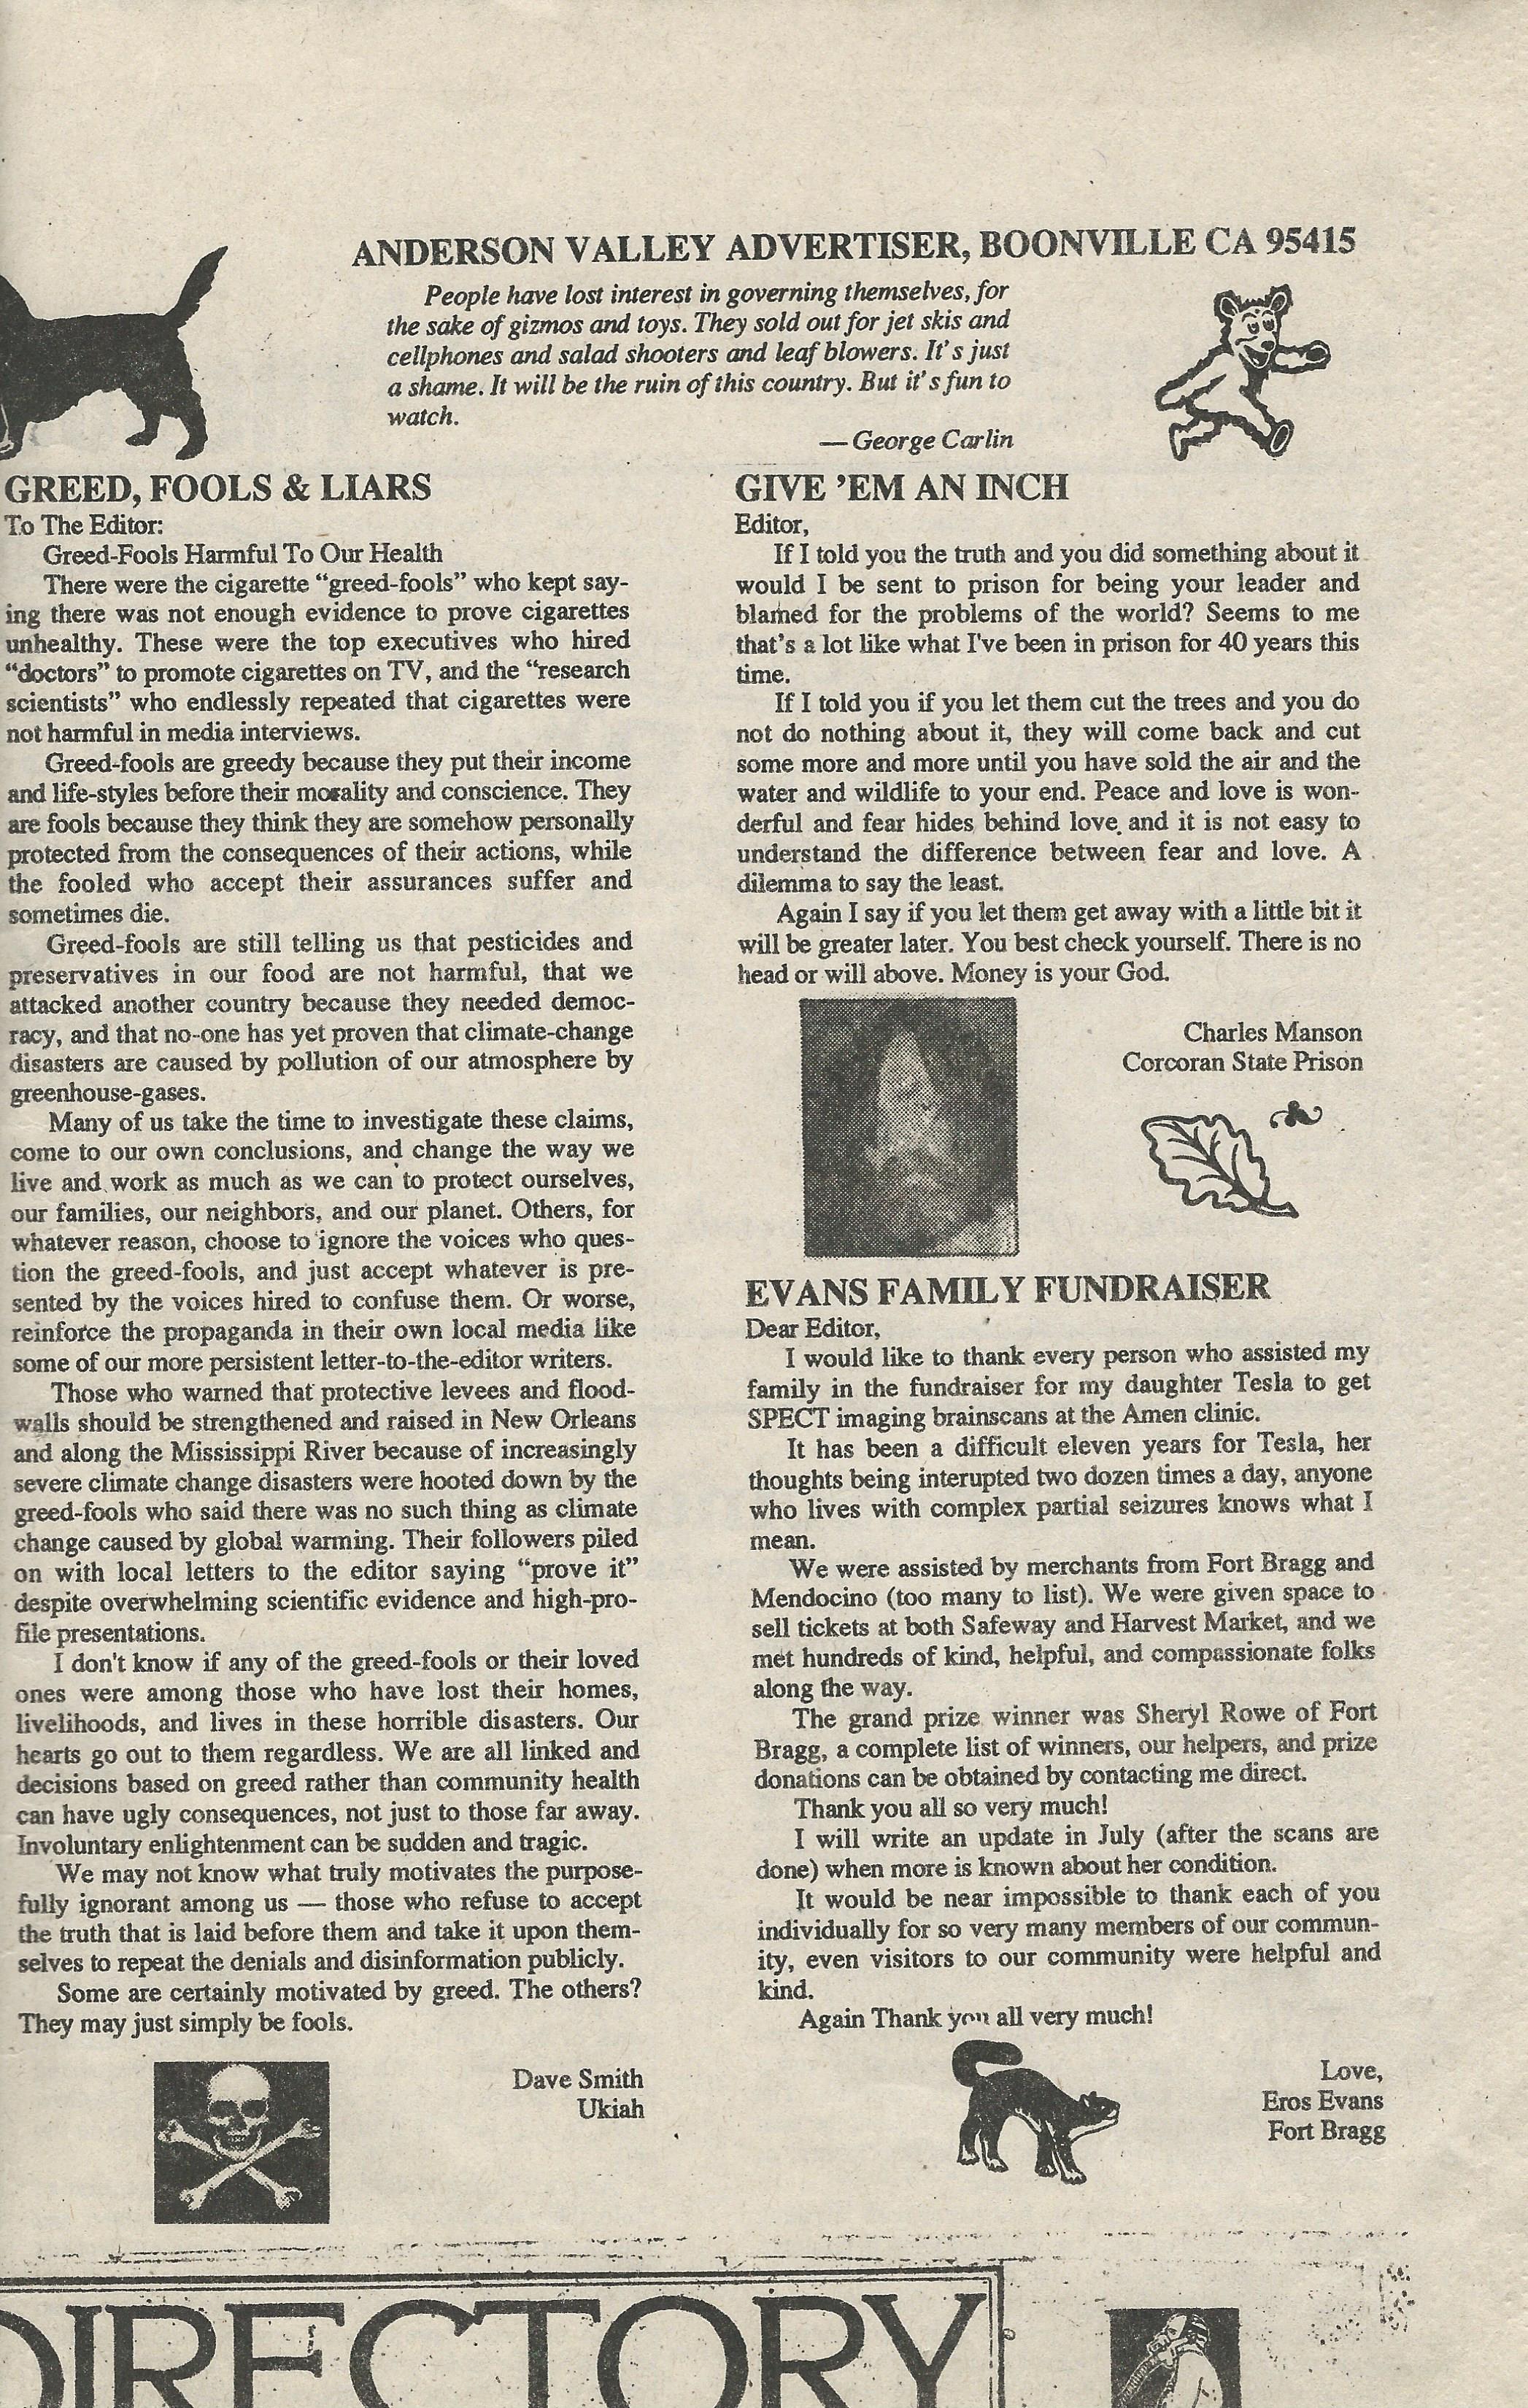 ANDERSON VALLEY ADVERTISER, BOONVILLE CA 95415
People have lost interest in governing themselves, for
the sake of gizmos and toys. They sold out for jet skis and
cellphones and salad shooters and leaf blowers. It's just
a shame. It will be the ruin of this country. But it's fun to
watch.
— George Carlin
GREED, FOOLS & LIARS
To The Editor:
Greed-Fools Harmful To Our Health
There were the cigarette “greed-fools” who kept say-
ing there was not enough evidence to prove cigarettes
unhealthy. These were the top executives who hired
“doctors” to promote cigarettes on TV, and the “research
scientists” who endlessly repeated that cigarettes were
not harmful in media interviews.
Greed-fools are greedy because they put their income
and life-styles before their morality and conscience. They
are fools because they think they are somehow personally
protected from the consequences of their actions, while
the fooled who accept their assurances suffer and
sometimes die.
Greed-fools are still telling us that pesticides and
preservatives in our food are not harmful, that we
attacked another country because they needed democ-
racy, and that no-one has yet proven that climate-change
disasters are caused by pollution of our atmosphere by
greenhouse-gases.
Many of us take the time to investigate these claims,
come to our own conclusions, and change the way we
live and work as much as we can to protect ourselves,
our families, our neighbors, and our planet. Others, for
whatever reason, choose to ignore the voices who ques-
tion the greed-fools, and just accept whatever is pre-
sented by the voices hired to confuse them. Or worse,
reinforce the propaganda in their own local media like
some of our more persistent letter-to-the-editor writers.
Those who warned that protective levees and flood-
walls should be strengthened and raised in New Orleans
and along the Mississippi River because of increasingly
severe climate change disasters were hooted down by the
greed-fools who said there was no such thing as climate
change caused by global warming. Their followers piled
on with local letters to the editor saying “prove it”
despite overwhelming scientific evidence and high-pro-
file presentations.
I don't know if any of the greed-fools or their loved
ones were among those who have lost their homes,
livelihoods, and lives in these horrible disasters. Our
hearts go out to them regardless. We are all linked and
decisions based on greed rather than community health
can have ugly consequences, not just to those far away.
Involuntary enlightenment can be sudden and tragic.
We may not know what truly motivates the purpose-
fully ignorant among us — those who refuse to accept
the truth that is laid before them and take it upon them-
selves to repeat the denials and disinformation publicly.
Some are certainly motivated by greed. The others?
They may just simply be fools.
Dave Smith
Ukiah
GIVE ’EM AN INCH
Editor,
If I told you the truth and you did something about it
would I be sent to prison for being your leader and
blamed for the problems of the world? Seems to me
that's a lot like what I've been in prison for 40 years this
time.
If I told you if you let them cut the trees and you do
not do nothing about it, they will come back and cut
some more and more until you have sold the air and the
water and wildlife to your end. Peace and love is won-
derful and fear hides behind love and it is not easy to
understand the difference between fear and love. A
dilemma to say the least.
Again I say if you let them get away with a little bit it
will be greater later. You best check yourself. There is no
head or will above. Money is your God.
Charles Manson
Corcoran State Prison
EVANS FAMILY FUNDRAISER
Dear Editor,
I would like to thank every person who assisted my
family in the fundraiser for my daughter Tesla to get
SPECT imaging brainscans at the Amen clinic.
It has been a difficult eleven years for Tesla, her
thoughts being interupted two dozen times a day, anyone
who lives with complex partial seizures knows what I
mean.
We were assisted by merchants from Fort Bragg and
Mendocino (too many to list). We were given space to
sell tickets at both Safeway and Harvest Market, and we
met hundreds of kind, helpful, and compassionate folks
along the way.
The grand prize winner was Sheryl Rowe of Fort
Bragg, a complete list of winners, our helpers, and prize
donations can be obtained by contacting me direct.
Thank you all so very much!
I will write an update in July (after the scans are
done) when more is known about her condition.
It would be near impossible to thank each of you
individually for so very many members of our commun-
ity, even visitors to our community were helpful and
kind.
Again Thank you all very much!
Love,
Eros Evans
Fort Bragg
DIRECTORY